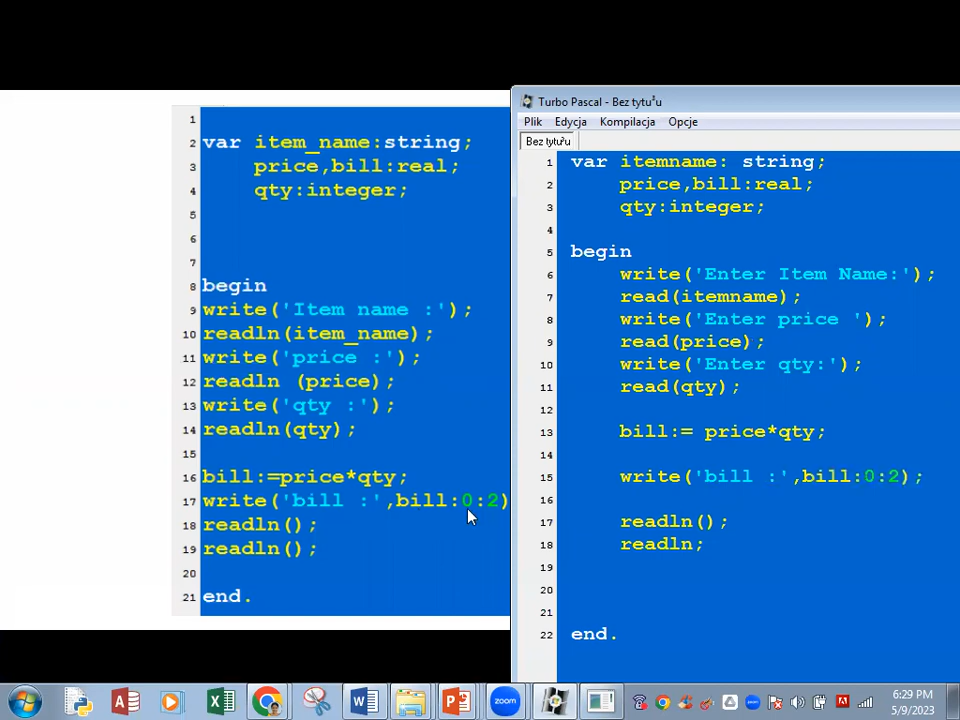 1
2 var item_name:string;
3 price,bill:real;
4 qty:integer;
5
6
7
8 begin
9 write('Item name :');
10 readln(item_name);
11 write('price :');
12 readln (price);
13 write('qty :');
14 readln(qty);
15
16 bill:=price*qty;
17 write('bill :',bill:0:2)
18 readln();
19 readln();
20
21 end.
Turbo Pascal - Bez tytu³u
Plik Edycja Kompilacja Opcje
Bez tytu³u
1 var itemname: string;
2 price,bill:real;
3 qty:integer;
4
5 begin
6 write('Enter Item Name:');
7 read(itemname);
8 write('Enter price ');
9 read(price);
10 write('Enter qty:');
11 read(qty);
12
13 bill:= price*qty;
14
15 write('bill :',bill:0:2);
16
17 readln();
18 readln;
19
20
21
22 end.
zoom
6:29 PM
5/9/2023